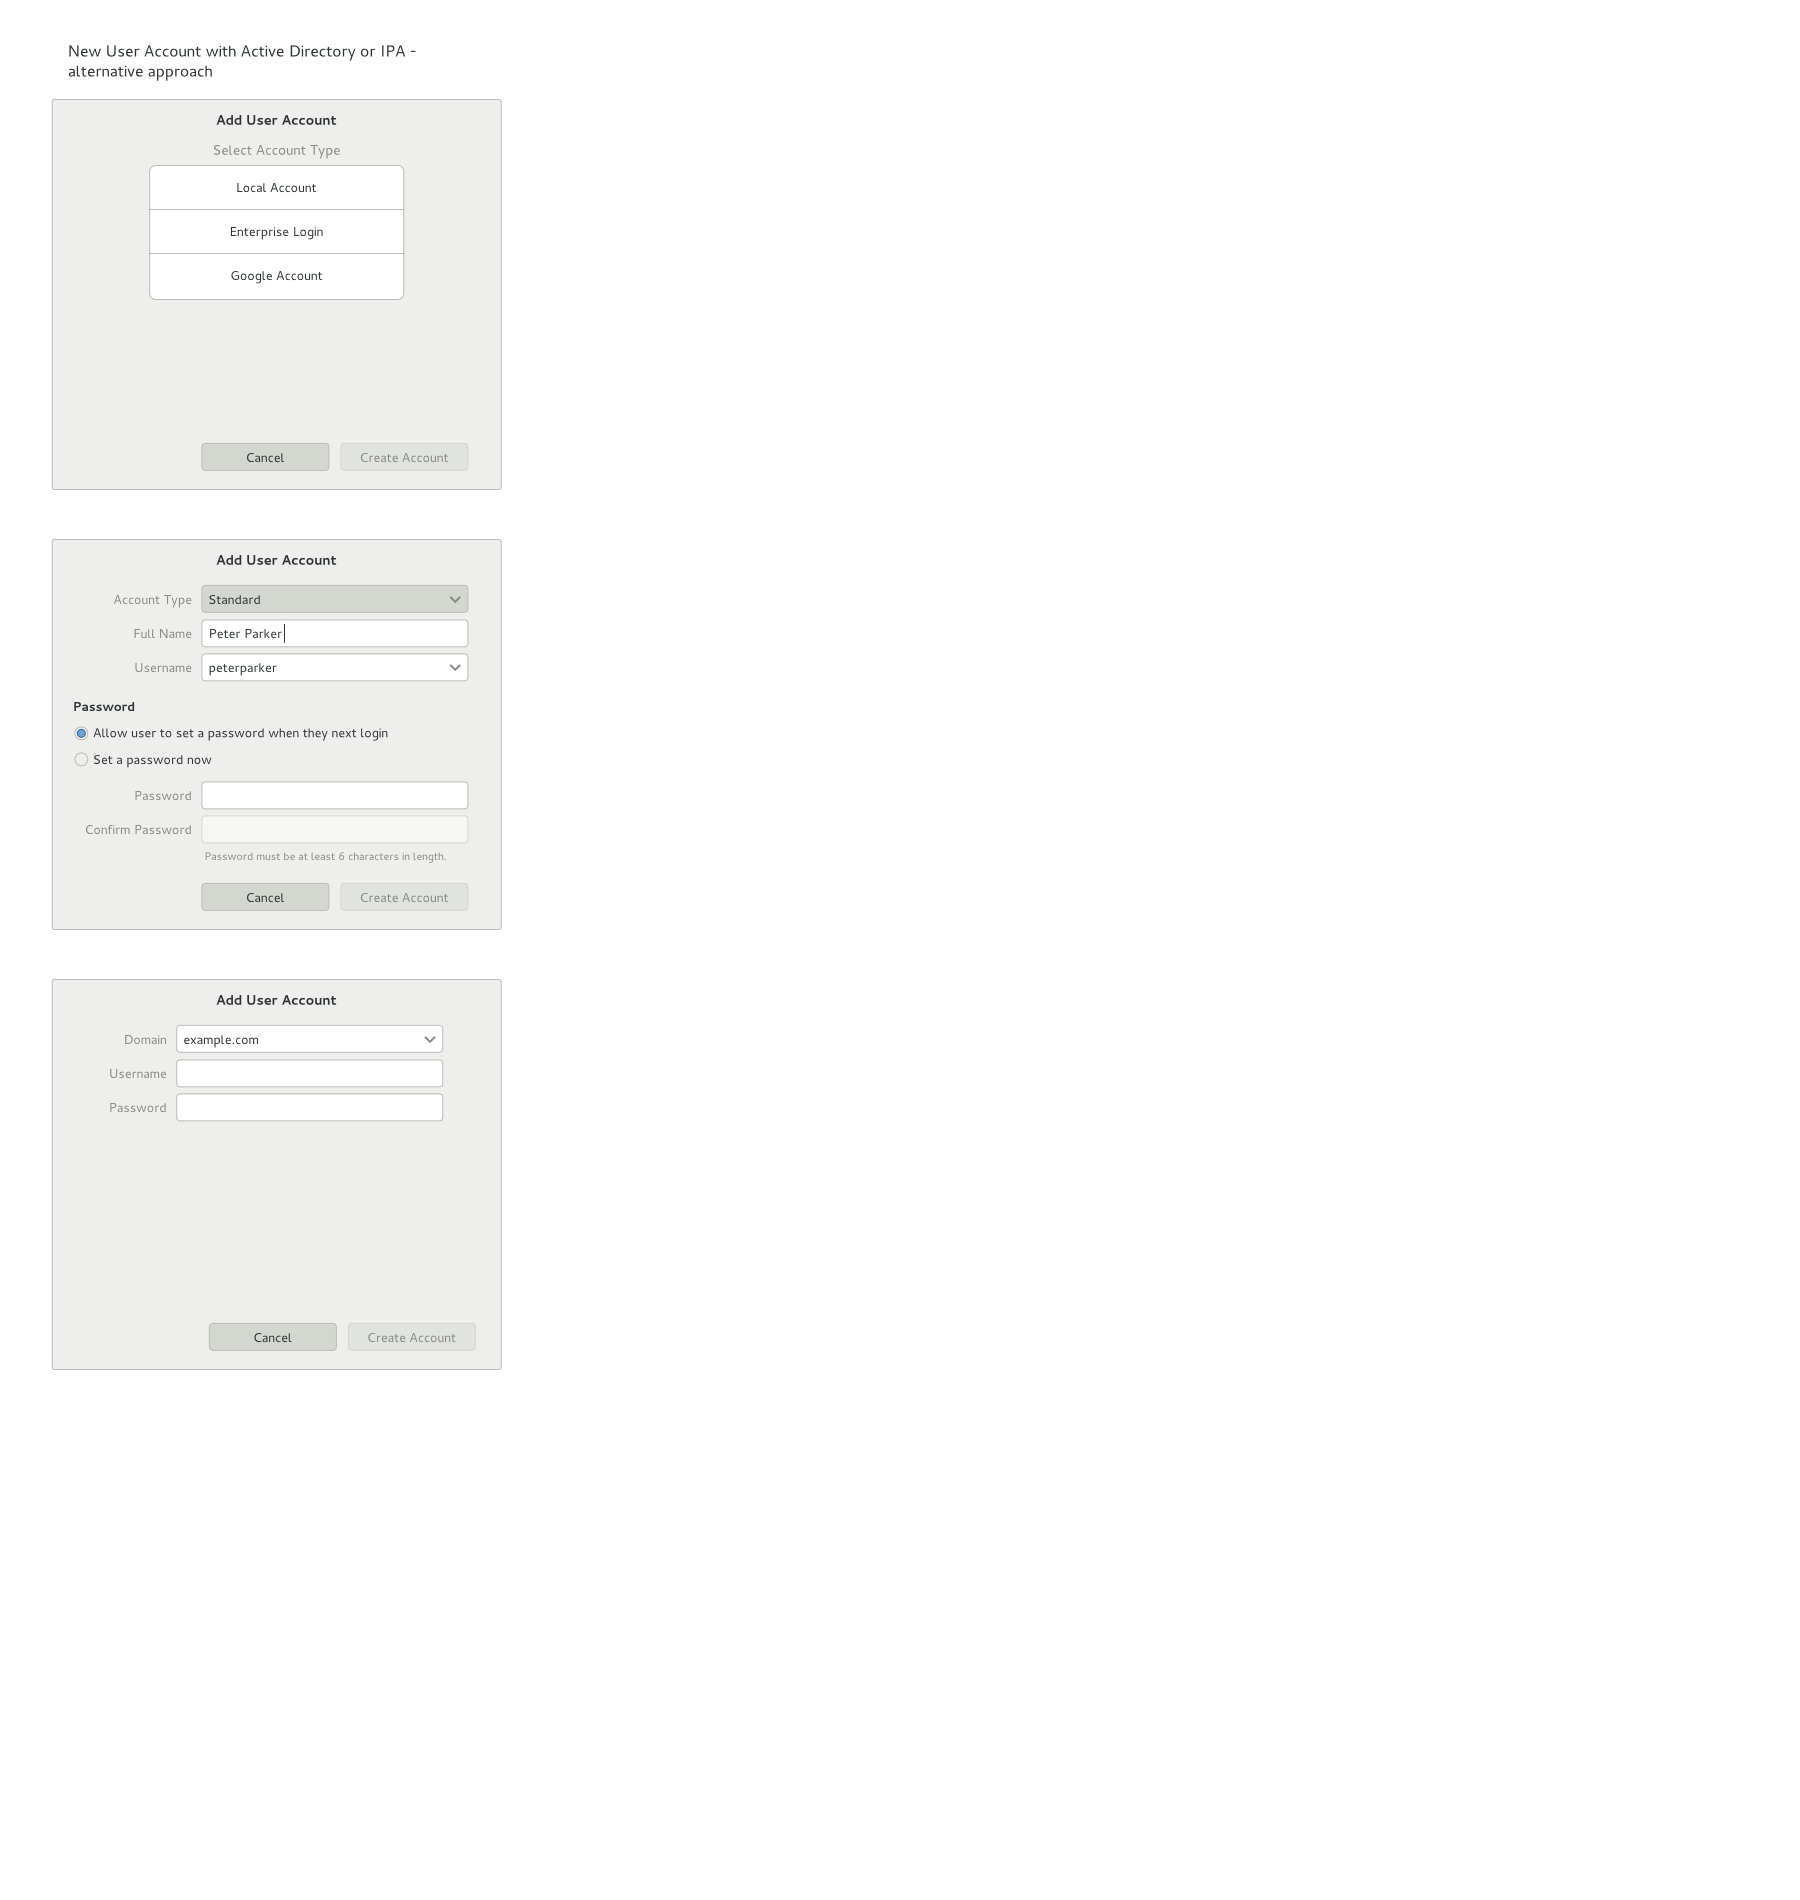 New User Account with Active Directory or IPA -
alternative approach
Add User Account
Select Account Type
Local Account
Enterprise Login
Google Account
Cancel
Create Account
Add User Account
Account Type
Standard
Full Name
Peter Parker
Username
peterparker
Password
Allow user to set a password when they next login
Set a password now
Password
Confirm Password
Password must be at least 6 characters in length.
Cancel
Create Account
Add User Account
Domain
example.com
Username
Password
Cancel
Create Account